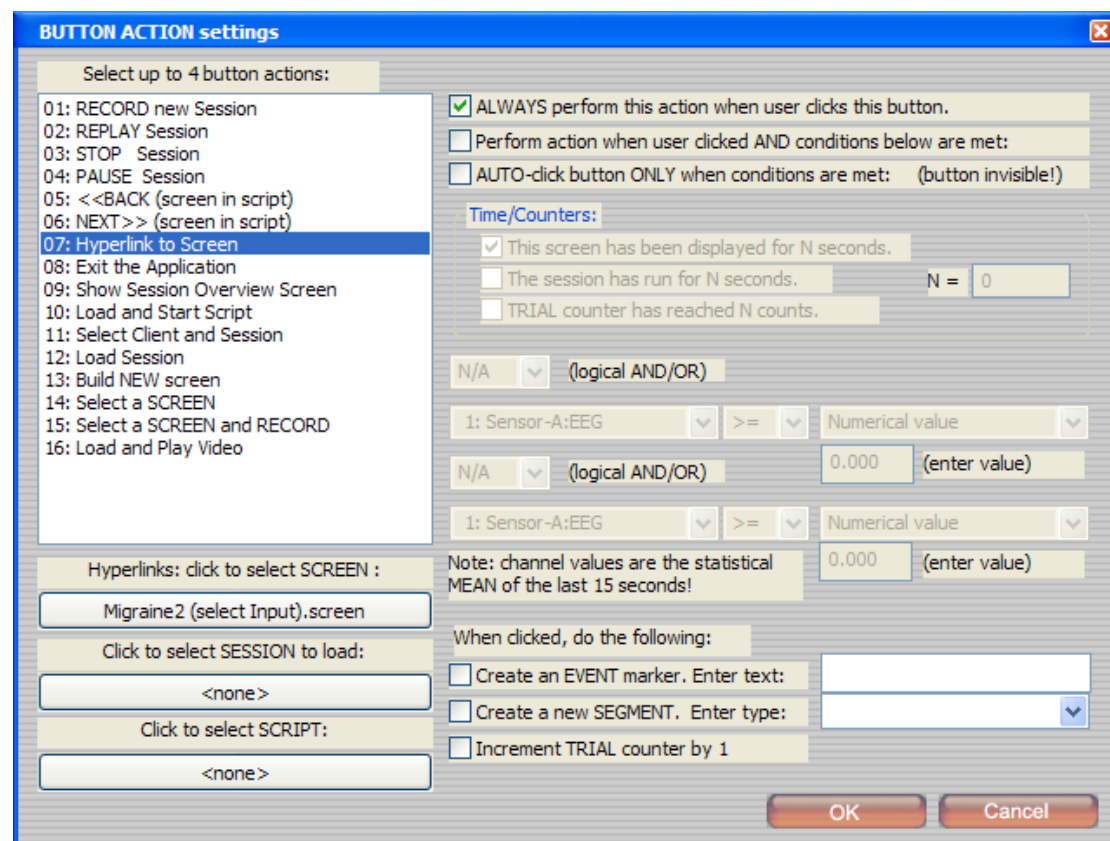 BUTTON ACTION settings
Select up to 4 button actions:
01: RECORD new Session
02: REPLAY Session
03: STOP Session
04: PAUSE Session
05: <<BACK (screen in script)
06: NEXT>> (screen in script)
07: Hyperlink to Screen
08: Exit the Application
09: Show Session Overview Screen
10: Load and Start Script
11: Select Client and Session
12: Load Session
13: Build NEW screen
14: Select a SCREEN
15: Select a SCREEN and RECORD
16: Load and Play Video
Hyperlinks: click to select SCREEN :
Migraine2 (select Input).screen
Click to select SESSION to load:
<none>
Click to select SCRIPT:
<none>
ALWAYS perform this action when user clicks this button.
Perform action when user clicked AND conditions below are met:
AUTO-click button ONLY when conditions are met: (button invisible!)
Time/Counters:
This screen has been displayed for N seconds.
The session has run for N seconds.
N = 0
TRIAL counter has reached N counts.
N/A (logical AND/OR)
1: Sensor-A:EEG >= Numerical value
0.000 (enter value)
N/A (logical AND/OR)
1: Sensor-A:EEG >= Numerical value
0.000 (enter value)
Note: channel values are the statistical
MEAN of the last 15 seconds!
When clicked, do the following:
Create an EVENT marker. Enter text:
Create a new SEGMENT. Enter type:
Increment TRIAL counter by 1
OK Cancel